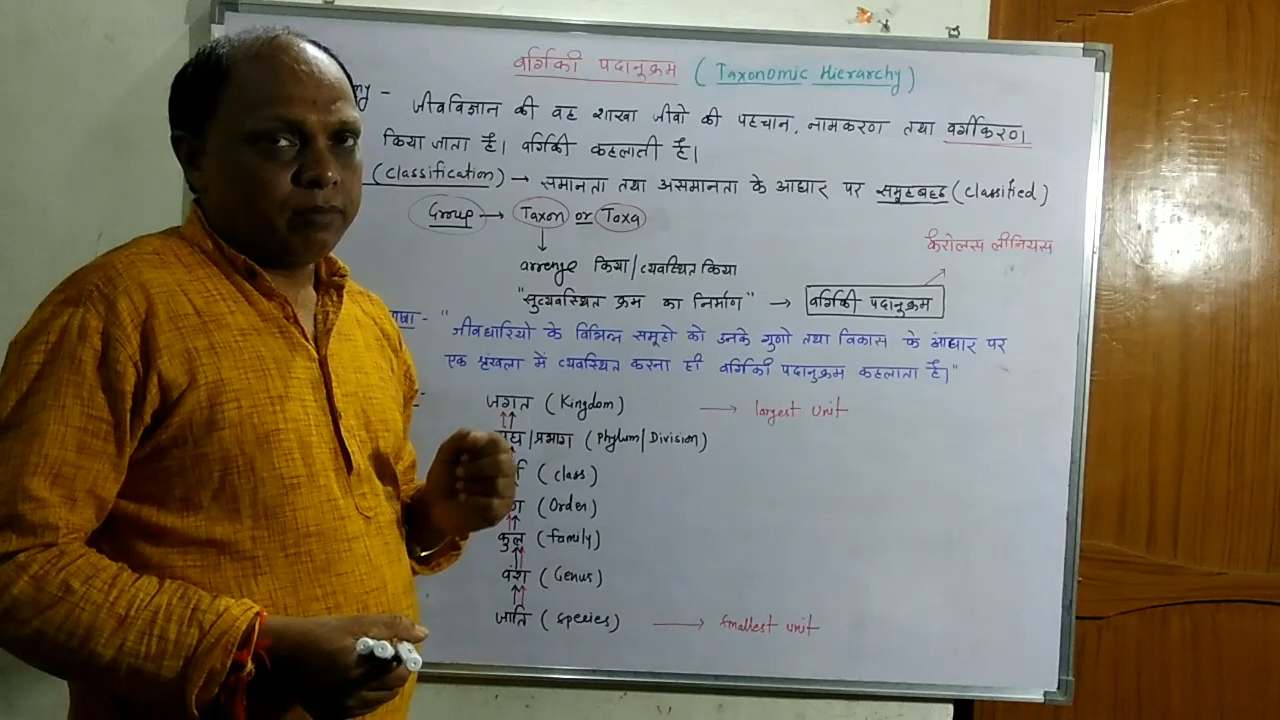 वर्गिकी पदानुक्रम (Taxonomic Hierarchy)
my - जीवविज्ञान की वह शाखा जीवो की पहचान, नामकरण तथा वर्गीकरण
किया जाता है। वर्गिकी कहलाती है।
(Classification) → समानता तथा असमानता के आधार पर समूहबद्ध (Classified)
Group → Taxon or Taxa
कैरोलस लीनियस
arrenge किया/व्यवस्थित किया
"सुव्यवस्थित क्रम का निर्माण" → वर्गिकी पदानुक्रम
भाषा - "जीवधारियो के विभिन्न समूहो को उनके गुणो तथा विकास के आधार पर
एक श्रृंखला में व्यवस्थित करना ही वर्गिकी पदानुक्रम कहलाता है।"
जगत (Kingdom) → largest unit
संघ/प्रभाग (Phylum/Division)
(Class)
(Order)
कुल (family)
वंश (Genus)
जाति (Species) → Smallest unit